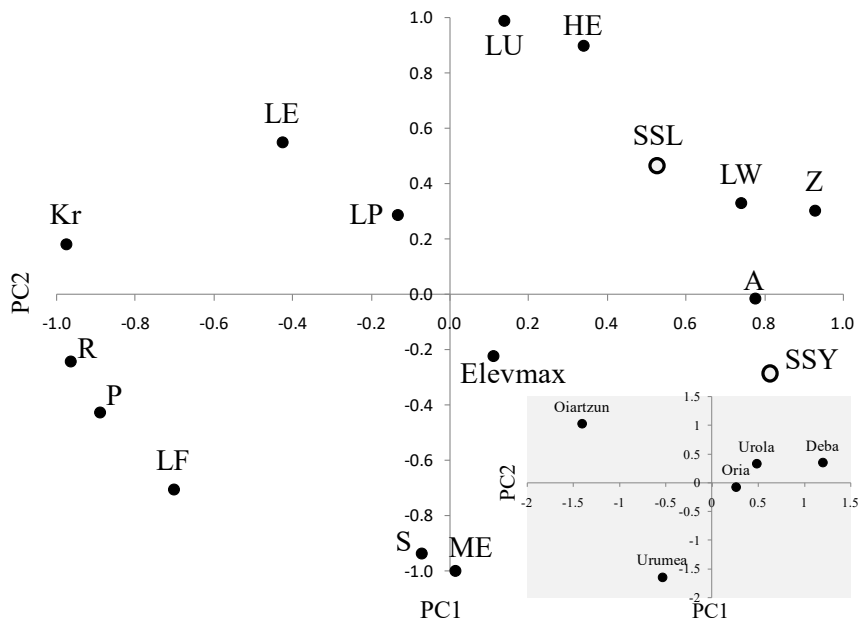 1.0
LU
HE
0.8
0.6
LE
SSL
0.4
LW
Z
LP
0.2
Kr
A
0.0
-1.0
-0.8
-0.6
-0.4
-0.2
0.0
0.2
0.4
0.6
0.8
1.0
PC2
R
-0.2
Elevmax
SSY
P
-0.4
LF
-0.6
-0.8
S
ME
-1.0
PC1
1.5
Oiartzun
1
Urola
Deba
0.5
Oria
0
-2
-1.5
-1
-0.5
0
0.5
1
1.5
PC2
-0.5
-1
Urumea
-1.5
-2
PC1